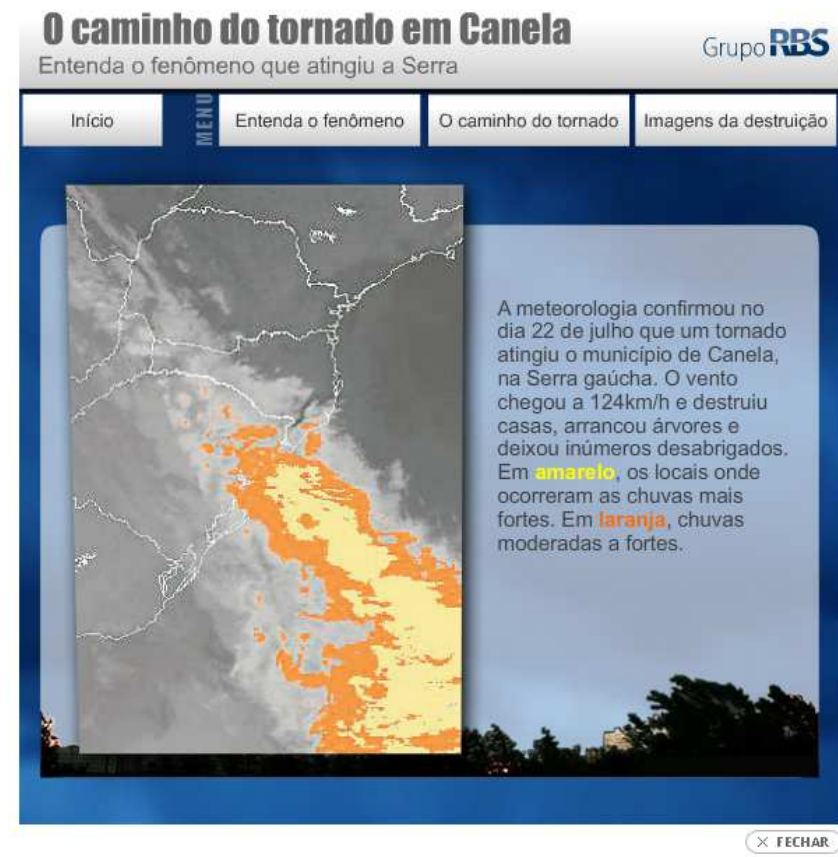 O caminho do tornado em Canela
Entenda o fenômeno que atingiu a Serra
Grupo RBS
Início
MENU
Entenda o fenômeno
O caminho do tornado
Imagens da destruição
A meteorologia confirmou no
dia 22 de julho que um tornado
atingiu o município de Canela,
na Serra gaúcha. O vento
chegou a 124km/h e destruiu
casas, arrancou árvores e
deixou inúmeros desabrigados.
Em amarelo, os locais onde
ocorreram as chuvas mais
fortes. Em laranja, chuvas
moderadas a fortes.
× FECHAR